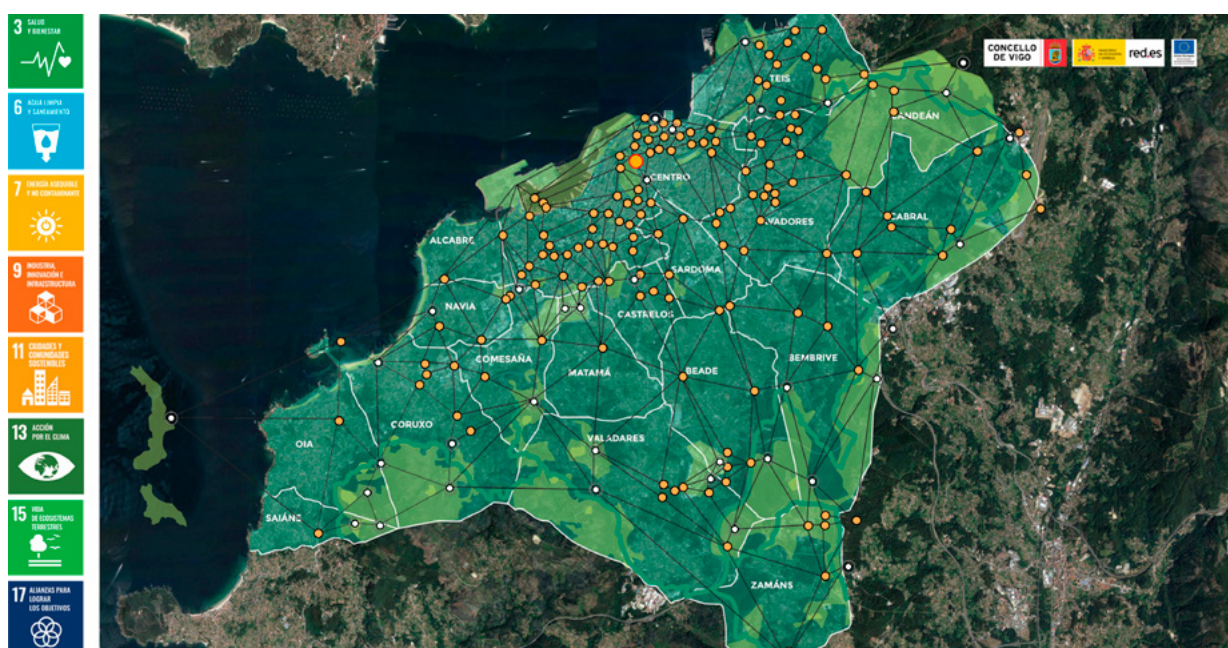 3 SALUD
Y BIENESTAR
6 AGUA LIMPIA
Y SANEAMIENTO
7 ENERGÍA ASEQUIBLE
Y NO CONTAMINANTE
9 INDUSTRIA,
INNOVACIÓN E
INFRAESTRUCTURA
11 CIUDADES Y
COMUNIDADES
SOSTENIBLES
13 ACCIÓN
POR EL CLIMA
15 VIDA
DE ECOSISTEMAS
TERRESTRES
17 ALIANZAS PARA
LOGRAR
LOS OBJETIVOS
CONCELLO
DE VIGO
red.es
TEIS
CANDEÁN
CENTRO
LAVADORES
CABRAL
ALCABRE
SARDOMA
NAVIA
CASTRELOS
COMESAÑA
MATAMÁ
BEADE
BEMBRIVE
OIA
CORUXO
VALADARES
SAIÁNS
ZAMÁNS